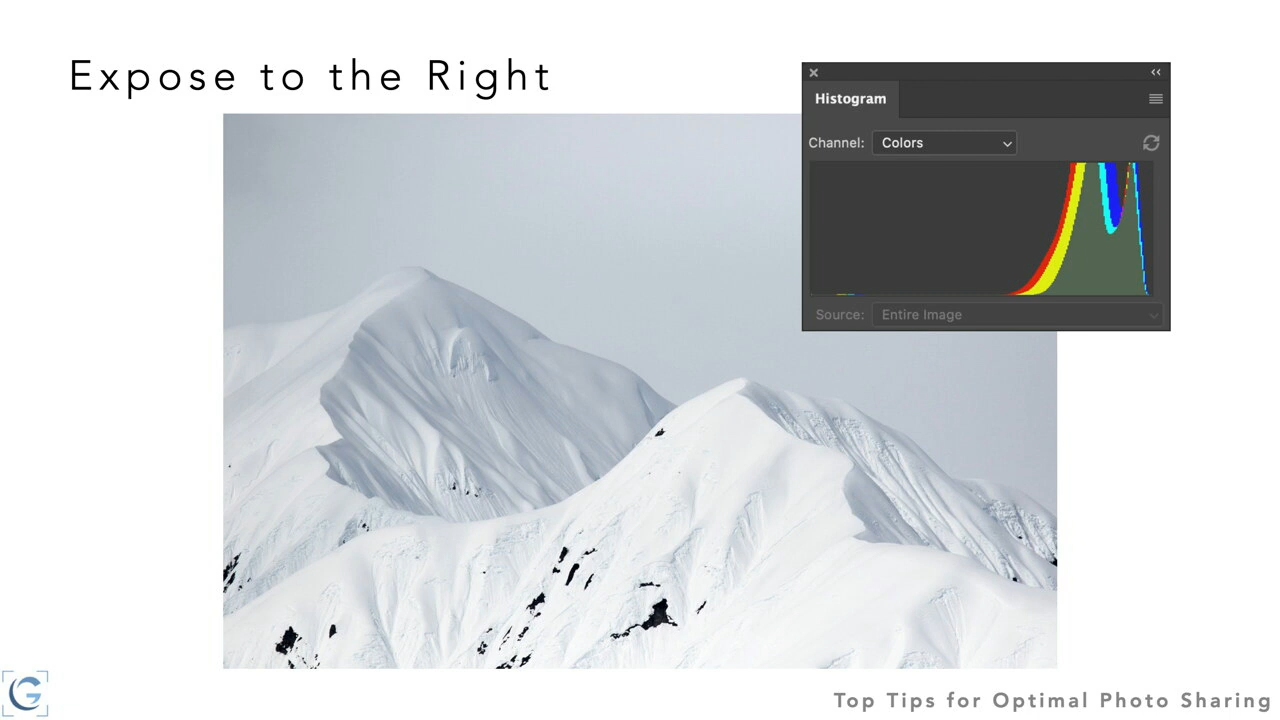 Expose to the Right
Histogram
Channel: Colors
Source: Entire Image
G
Top Tips for Optimal Photo Sharing